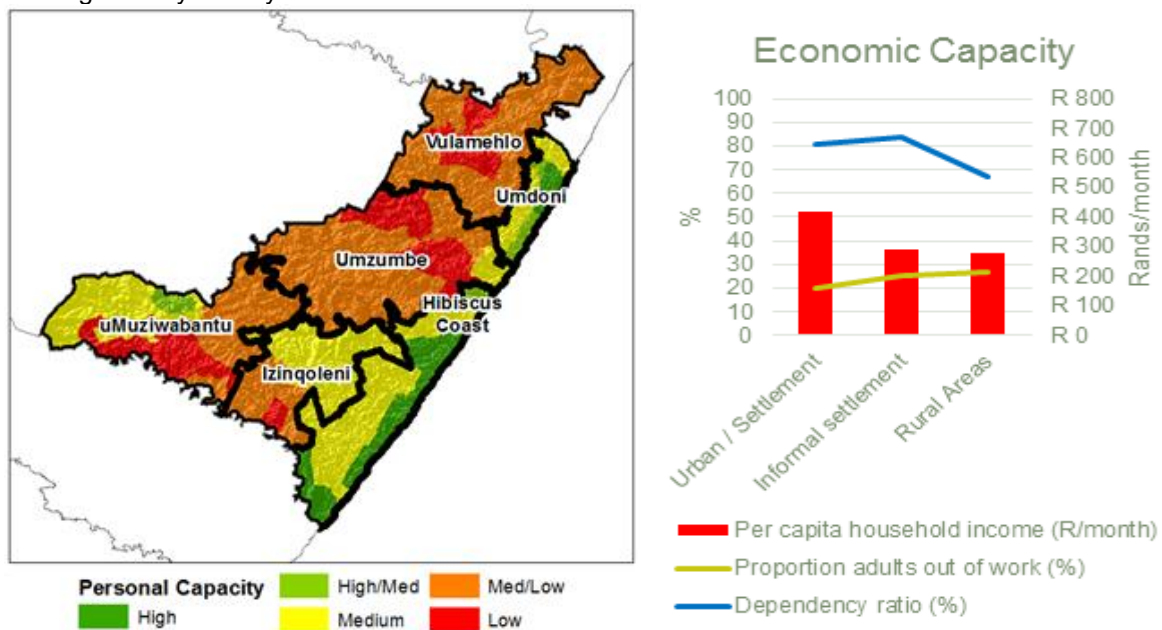 Vulamehlo
Umdoni
Umzumbe
Hibiscus
Coast
uMuziwabantu
Izinqoleni
Personal Capacity
High
High/Med
Medium
Med/Low
Low
Economic Capacity
100
90
80
70
60
50
40
30
20
10
0
%
R 800
R 700
R 600
R 500
R 400
R 300
R 200
R 100
R 0
Rands/month
Urban / Settlement
Informal settlement
Rural Areas
Per capita household income (R/month)
Proportion adults out of work (%)
Dependency ratio (%)